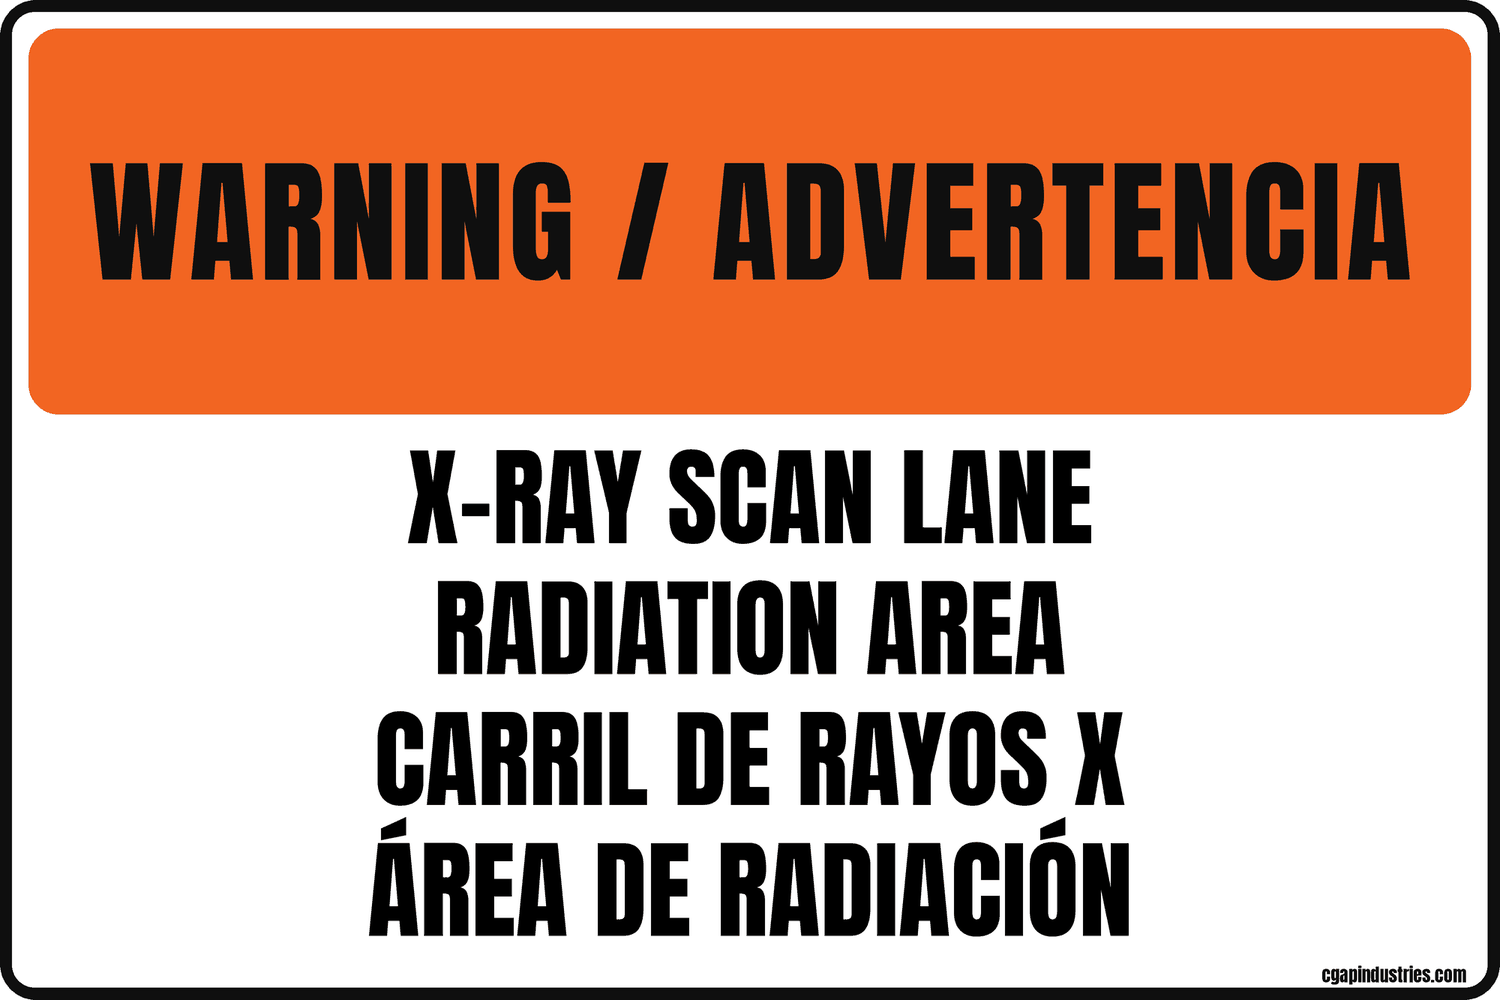 WARNING / ADVERTENCIA
X-RAY SCAN LANE
RADIATION AREA
CARRIL DE RAYOS X
ÁREA DE RADIACIÓN
cgapindustries.com